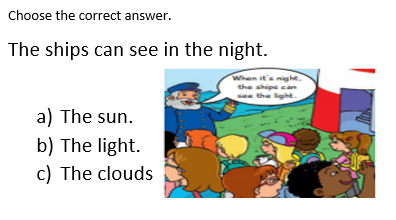 Choose the correct answer.
The ships can see in the night.
When it's night,
the ships can
see the light.
a) The sun.
b) The light.
c) The clouds